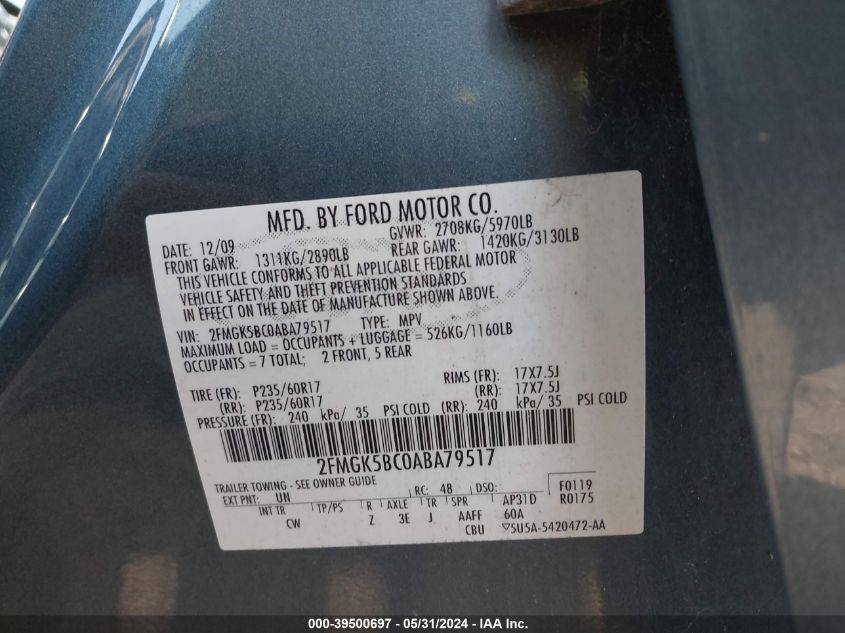 MFD. BY FORD MOTOR CO.
DATE: 12/09 GVWR: 2708KG/5970LB
FRONT GAWR: 1311KG/2890LB REAR GAWR: 1420KG/3130LB
THIS VEHICLE CONFORMS TO ALL APPLICABLE FEDERAL MOTOR
VEHICLE SAFETY AND THEFT PREVENTION STANDARDS
IN EFFECT ON THE DATE OF MANUFACTURE SHOWN ABOVE
VIN: 2FMGK5BC0ABA79517 TYPE: MPV
MAXIMUM LOAD = OCCUPANTS + LUGGAGE = 526KG/1160LB
OCCUPANTS = 7 TOTAL; 2 FRONT, 5 REAR
TIRE (FR): P235/60R17 RIMS (FR): 17X7.5J
(RR): P235/60R17 (RR): 17X7.5J
PRESSURE (FR): 240 kPa/ 35 PSI COLD (RR): 240 kPa/ 35 PSI COLD
2FMGK5BC0ABA79517
TRAILER TOWING - SEE OWNER GUIDE
EXT PNT: UN RC: 48 DSO: F0119
R0175
INT TR TP/PS R AXLE TR SPR AP31D
CW Z 3E J AAFF 60A
CBU ▽5U5A-5420472-AA
000-39500697 - 05/31/2024 - IAA Inc.